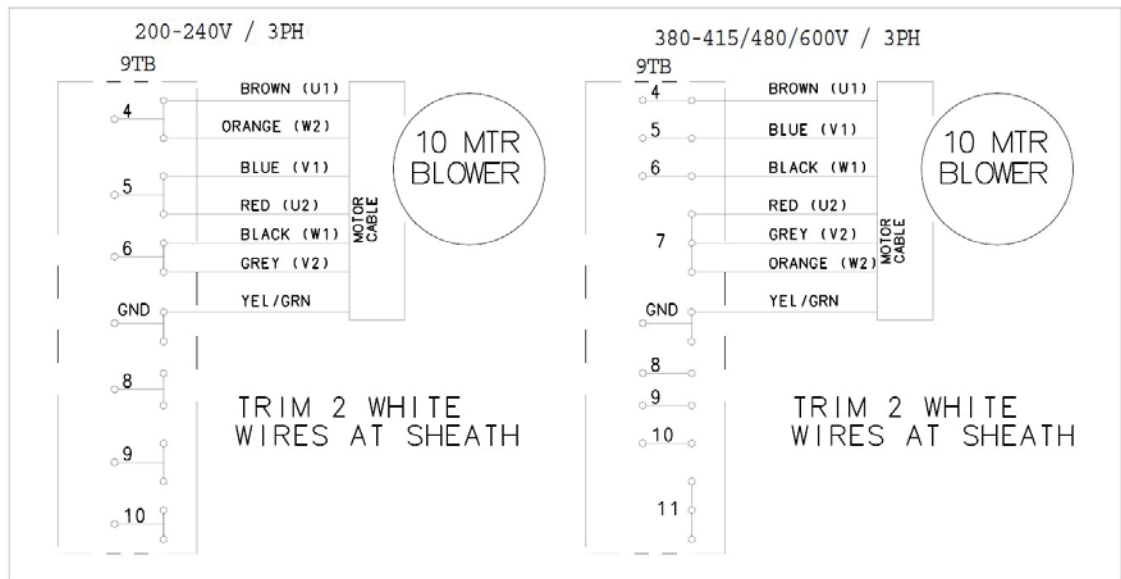 200-240V / 3PH
9TB
4
BROWN (U1)
ORANGE (W2)
5
BLUE (V1)
RED (U2)
6
BLACK (W1)
GREY (V2)
GND
YEL/GRN
8
9
10
MOTOR
CABLE
10 MTR
BLOWER
TRIM 2 WHITE
WIRES AT SHEATH
380-415/480/600V / 3PH
9TB
4
BROWN (U1)
5
BLUE (V1)
6
BLACK (W1)
7
RED (U2)
GREY (V2)
ORANGE (W2)
GND
YEL/GRN
8
9
10
11
MOTOR
CABLE
10 MTR
BLOWER
TRIM 2 WHITE
WIRES AT SHEATH